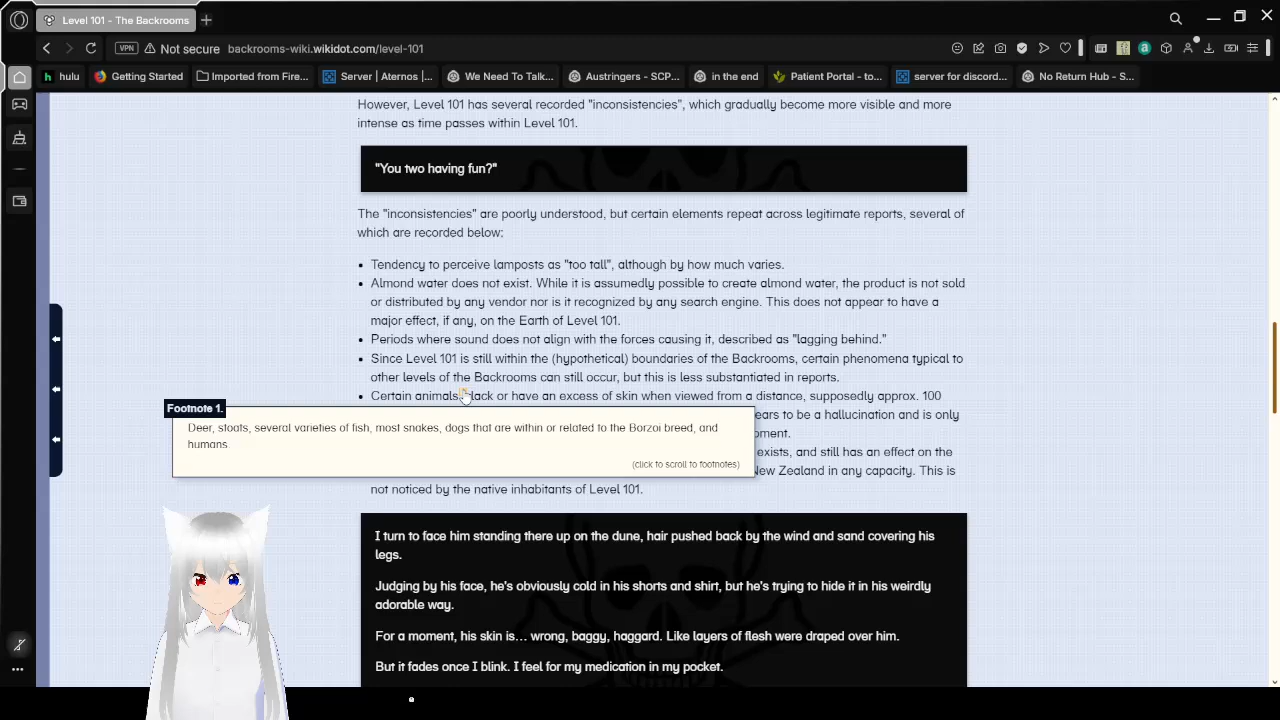 Level 101 - The Backrooms
VPN Not secure backrooms-wiki.wikidot.com/level-101
hulu Getting Started Imported from Fire... Server | Aternos |... We Need To Talk... Austringers - SCP... in the end Patient Portal - to... server for discord... No Return Hub - S...
However, Level 101 has several recorded "inconsistencies", which gradually become more visible and more
intense as time passes within Level 101.
"You two having fun?"
The "inconsistencies" are poorly understood, but certain elements repeat across legitimate reports, several of
which are recorded below:
• Tendency to perceive lamposts as "too tall", although by how much varies.
• Almond water does not exist. While it is assumedly possible to create almond water, the product is not sold
or distributed by any vendor nor is it recognized by any search engine. This does not appear to have a
major effect, if any, on the Earth of Level 101.
• Periods where sound does not align with the forces causing it, described as "lagging behind."
• Since Level 101 is still within the (hypothetical) boundaries of the Backrooms, certain phenomena typical to
other levels of the Backrooms can still occur, but this is less substantiated in reports.
• Certain animals lack or have an excess of skin when viewed from a distance, supposedly approx. 100
Footnote 1.
ears to be a hallucination and is only
Deer, stoats, several varieties of fish, most snakes, dogs that are within or related to the Borzoi breed, and
oment.
humans.
exists, and still has an effect on the
(click to scroll to footnotes)
New Zealand in any capacity. This is
not noticed by the native inhabitants of Level 101.
I turn to face him standing there up on the dune, hair pushed back by the wind and sand covering his
legs.
Judging by his face, he's obviously cold in his shorts and shirt, but he's trying to hide it in his weirdly
adorable way.
For a moment, his skin is... wrong, baggy, haggard. Like layers of flesh were draped over him.
But it fades once I blink. I feel for my medication in my pocket.